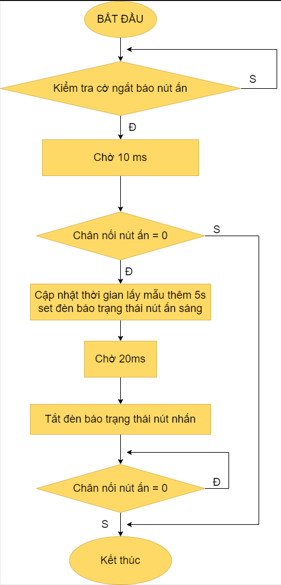 BẮT ĐẦU
Kiểm tra cờ ngắt báo nút ấn
S
Đ
Chờ 10 ms
Chân nối nút ấn = 0
S
Đ
Cập nhật thời gian lấy mẫu thêm 5s
set đèn báo trạng thái nút ấn sáng
Chờ 20ms
Tắt đèn báo trạng thái nút nhấn
Chân nối nút ấn = 0
Đ
S
Kết thúc